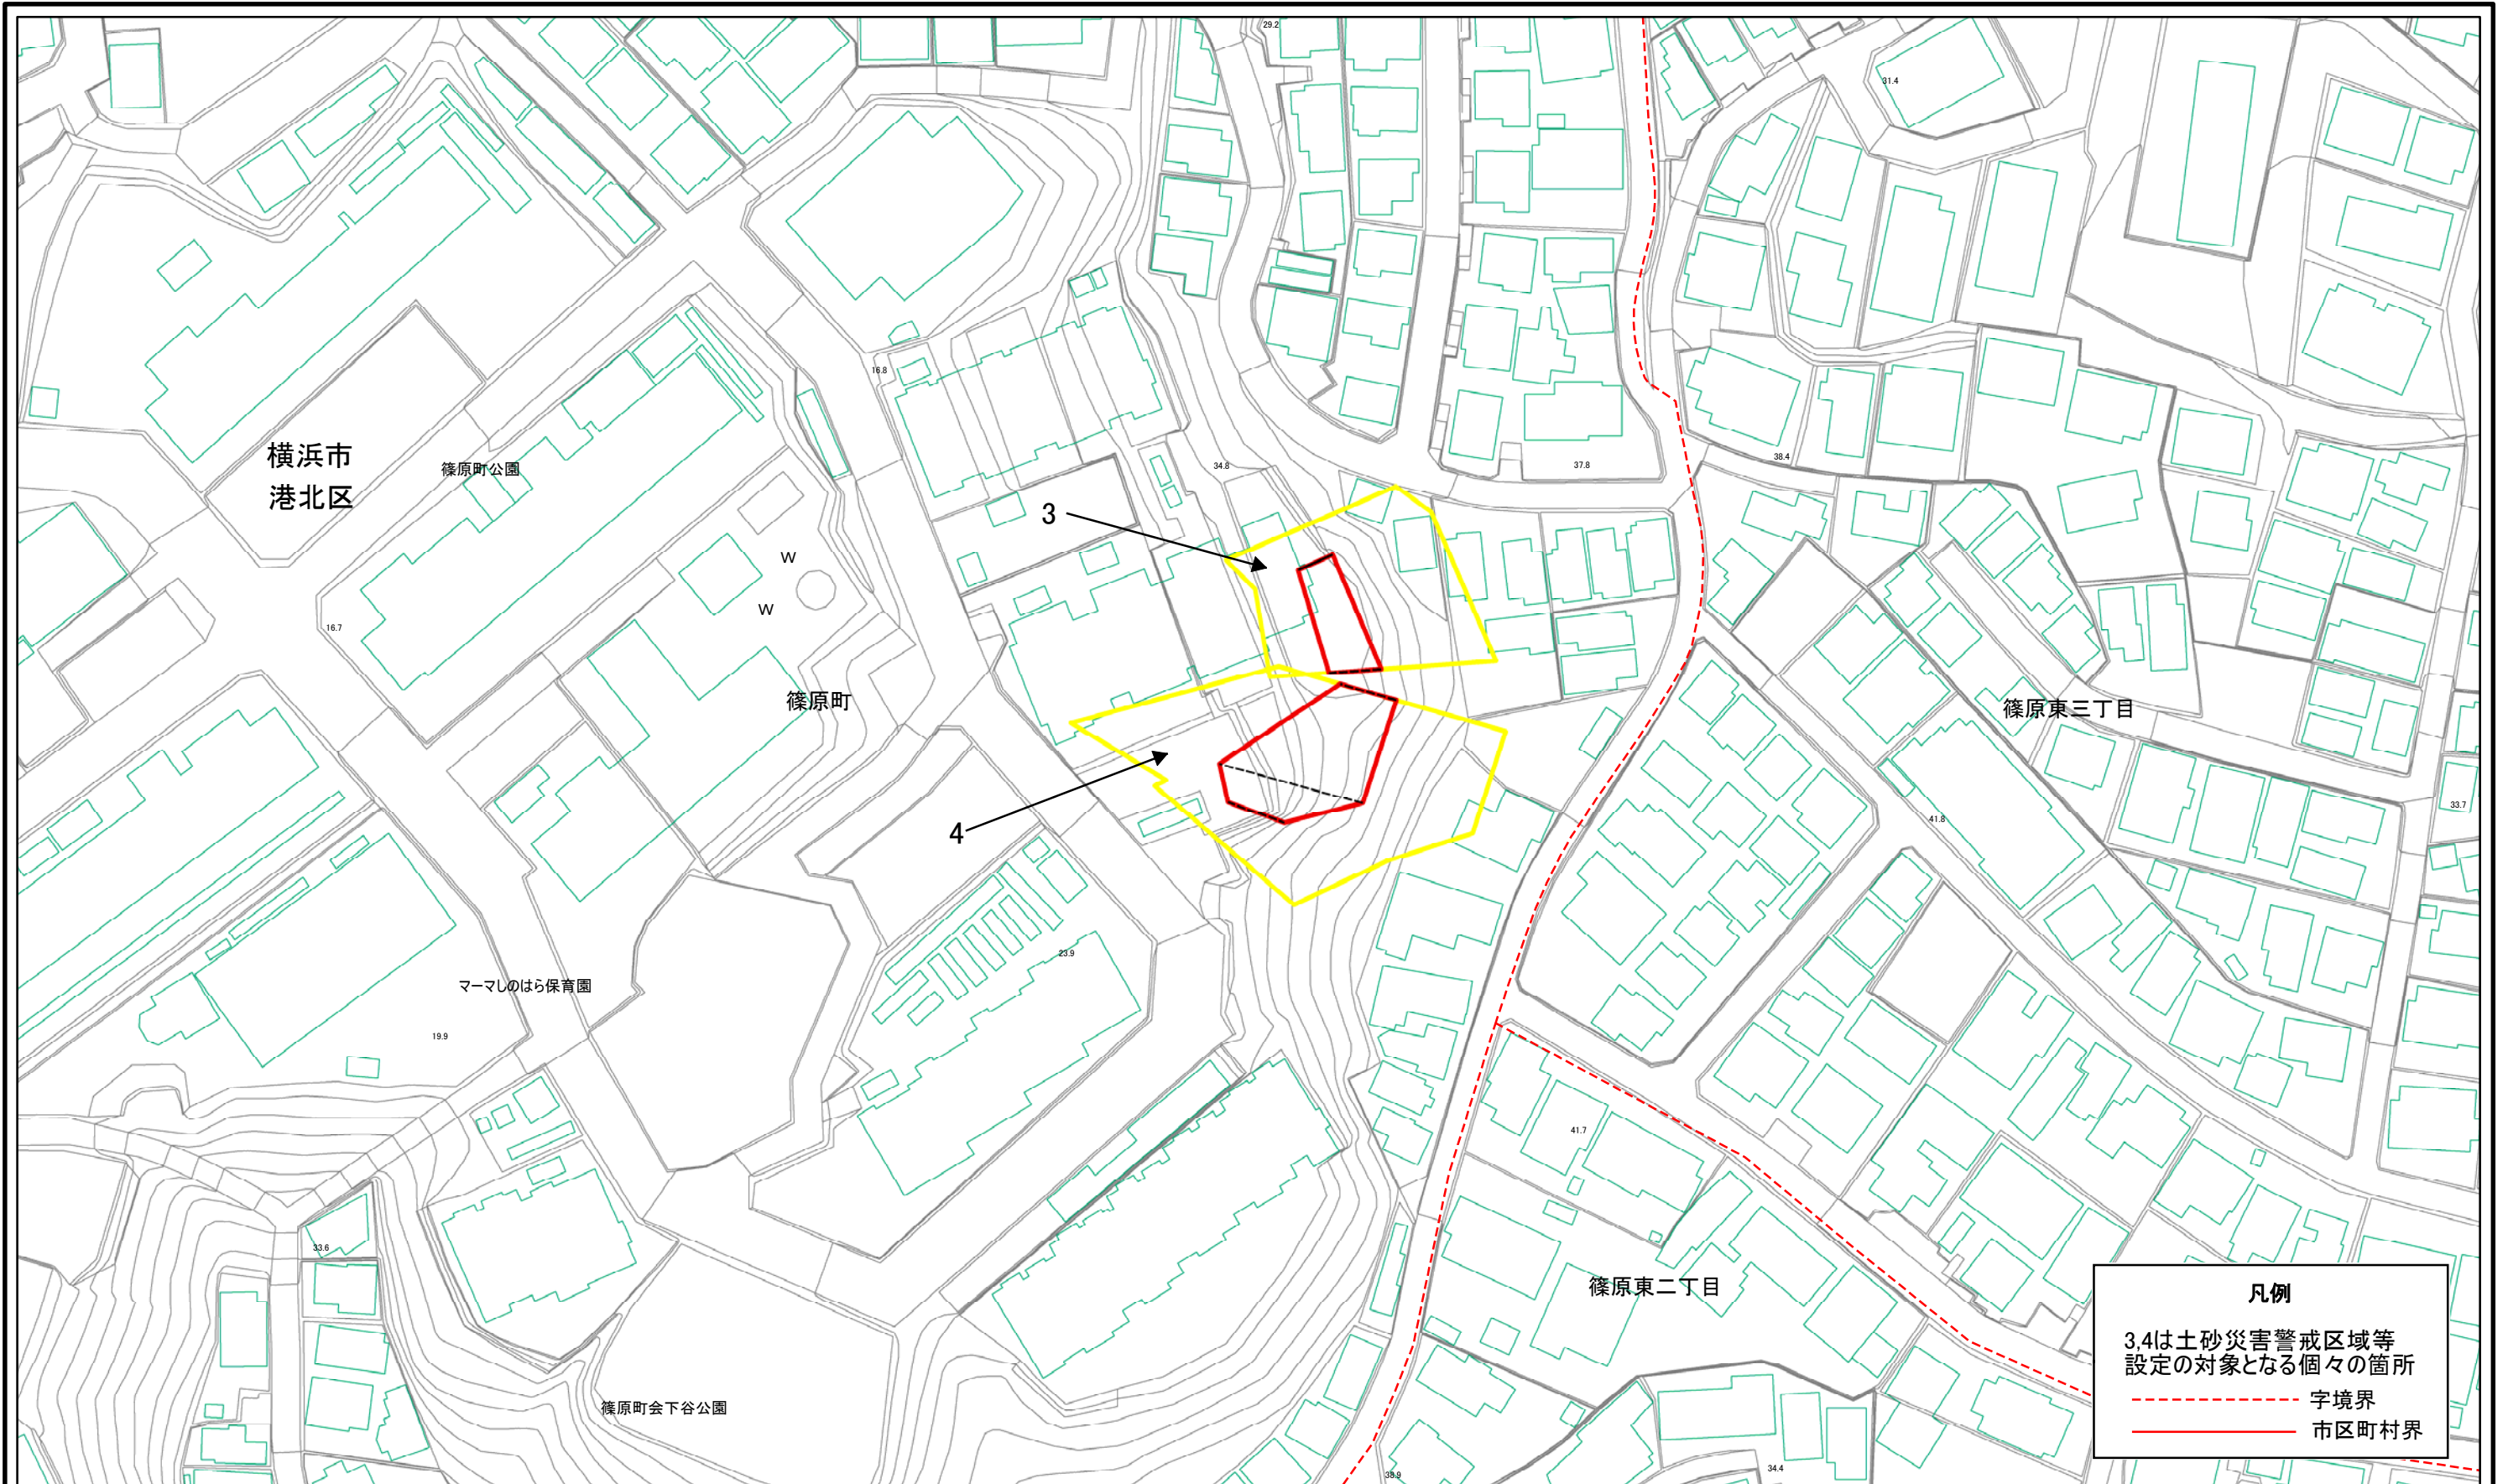 29.2
31.4
16.8
横浜市
港北区
篠原町公園
34.8
37.8
38.4
3
W
W
16.7
篠原町
篠原東三丁目
4
33.7
41.8
23.9
マーマしのはら保育園
19.9
41.7
33.6
篠原東二丁目
篠原町会下谷公園
38.9
34.4
凡例
3,4は土砂災害警戒区域等
設定の対象となる個々の箇所
字境界
市区町村界